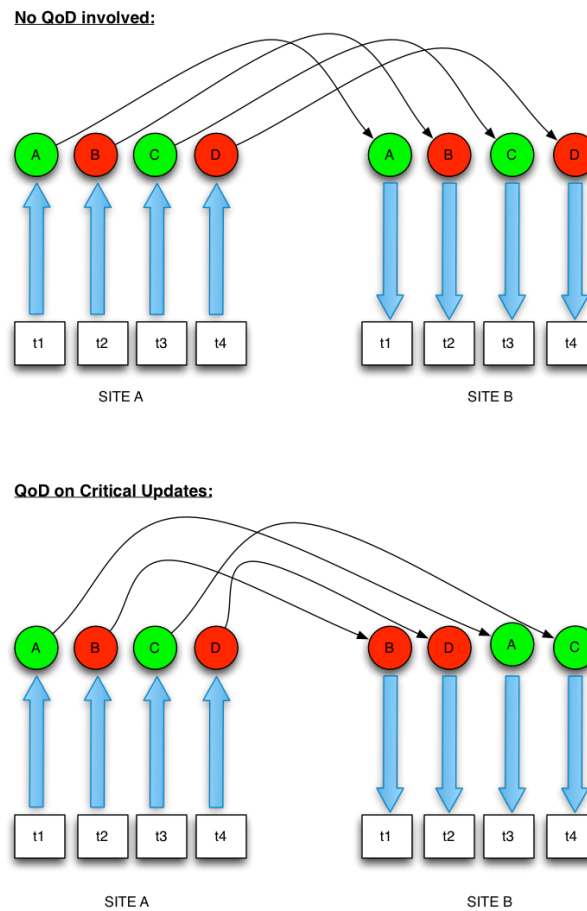 No QoD involved:
A B C D A B C D
t1 t2 t3 t4 t1 t2 t3 t4
SITE A SITE B
QoD on Critical Updates:
A B C D B D A C
t1 t2 t3 t4 t1 t2 t3 t4
SITE A SITE B